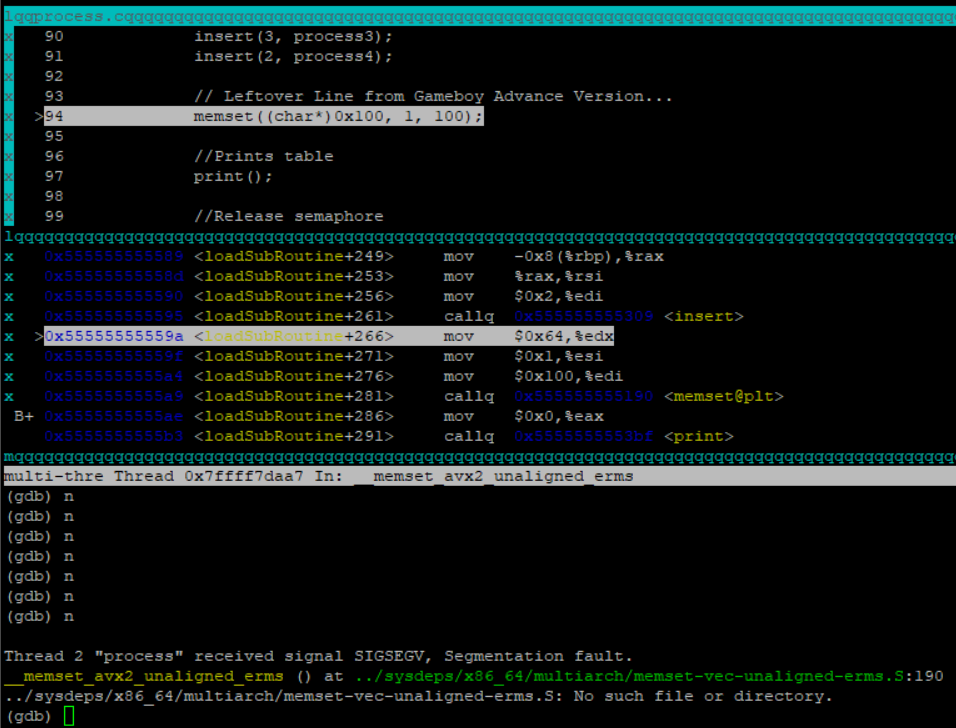 lqqprocess.cqqqqqqqqqqqqqqqqqqqqqqqqqqqqqqqqqqqqqqqqqqqqqqqqqqqqqqqqqqqqqqqqqqqqqqqqqqqqqqqqqqq
x   90             insert(3, process3);
x   91             insert(2, process4);
x   92
x   93             // Leftover Line from Gameboy Advance Version...
x  >94             memset((char*)0x100, 1, 100);
x   95
x   96             //Prints table
x   97             print();
x   98
x   99             //Release semaphore
lqqqqqqqqqqqqqqqqqqqqqqqqqqqqqqqqqqqqqqqqqqqqqqqqqqqqqqqqqqqqqqqqqqqqqqqqqqqqqqqqqqqqqqqqqqqqqq
x   0x555555555589 <loadSubRoutine+249>     mov    -0x8(%rbp),%rax
x   0x55555555558d <loadSubRoutine+253>     mov    %rax,%rsi
x   0x555555555590 <loadSubRoutine+256>     mov    $0x2,%edi
x   0x555555555595 <loadSubRoutine+261>     callq  0x555555555309 <insert>
x  >0x55555555559a <loadSubRoutine+266>     mov    $0x64,%edx
x   0x55555555559f <loadSubRoutine+271>     mov    $0x1,%esi
x   0x5555555555a4 <loadSubRoutine+276>     mov    $0x100,%edi
x   0x5555555555a9 <loadSubRoutine+281>     callq  0x555555555190 <memset@plt>
B+  0x5555555555ae <loadSubRoutine+286>     mov    $0x0,%eax
    0x5555555555b3 <loadSubRoutine+291>     callq  0x5555555553bf <print>
mqqqqqqqqqqqqqqqqqqqqqqqqqqqqqqqqqqqqqqqqqqqqqqqqqqqqqqqqqqqqqqqqqqqqqqqqqqqqqqqqqqqqqqqqqqqqqq
multi-thre Thread 0x7ffff7daa7 In: __memset_avx2_unaligned_erms
(gdb) n
(gdb) n
(gdb) n
(gdb) n
(gdb) n
(gdb) n
(gdb) n
Thread 2 "process" received signal SIGSEGV, Segmentation fault.
__memset_avx2_unaligned_erms () at ../sysdeps/x86_64/multiarch/memset-vec-unaligned-erms.S:190
../sysdeps/x86_64/multiarch/memset-vec-unaligned-erms.S: No such file or directory.
(gdb)